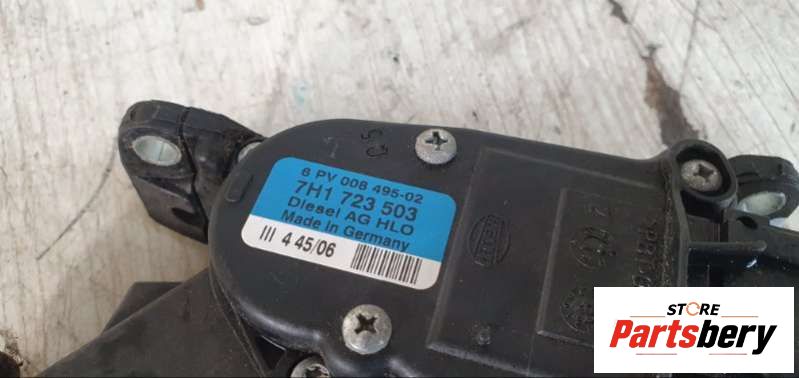 6 PV 008 495-02
7H1 723 503
Diesel AG HLO
Made in Germany
III 4 45/06
HELLA
STORE
Partsbery